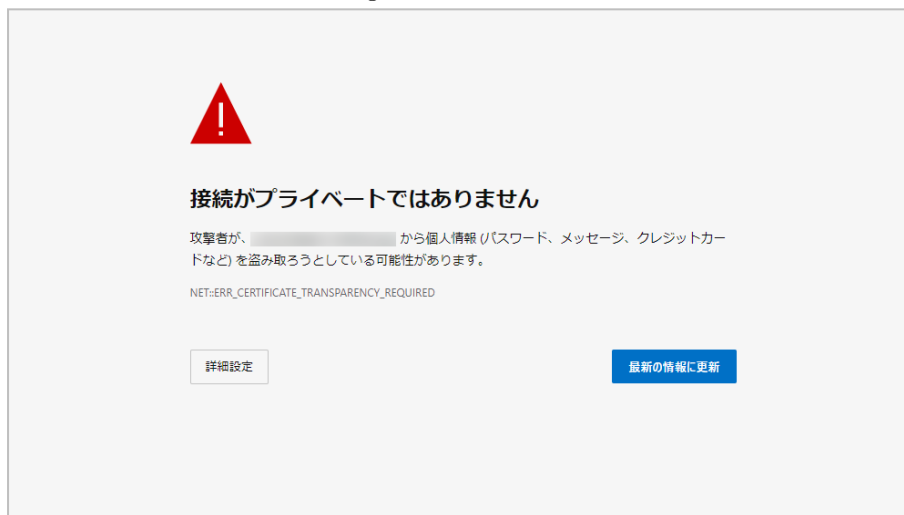 接続がプライベートではありません
攻撃者が、 から個人情報 (パスワード、メッセージ、クレジットカー
ドなど) を盗み取ろうとしている可能性があります。
NET::ERR_CERTIFICATE_TRANSPARENCY_REQUIRED
詳細設定
最新の情報に更新